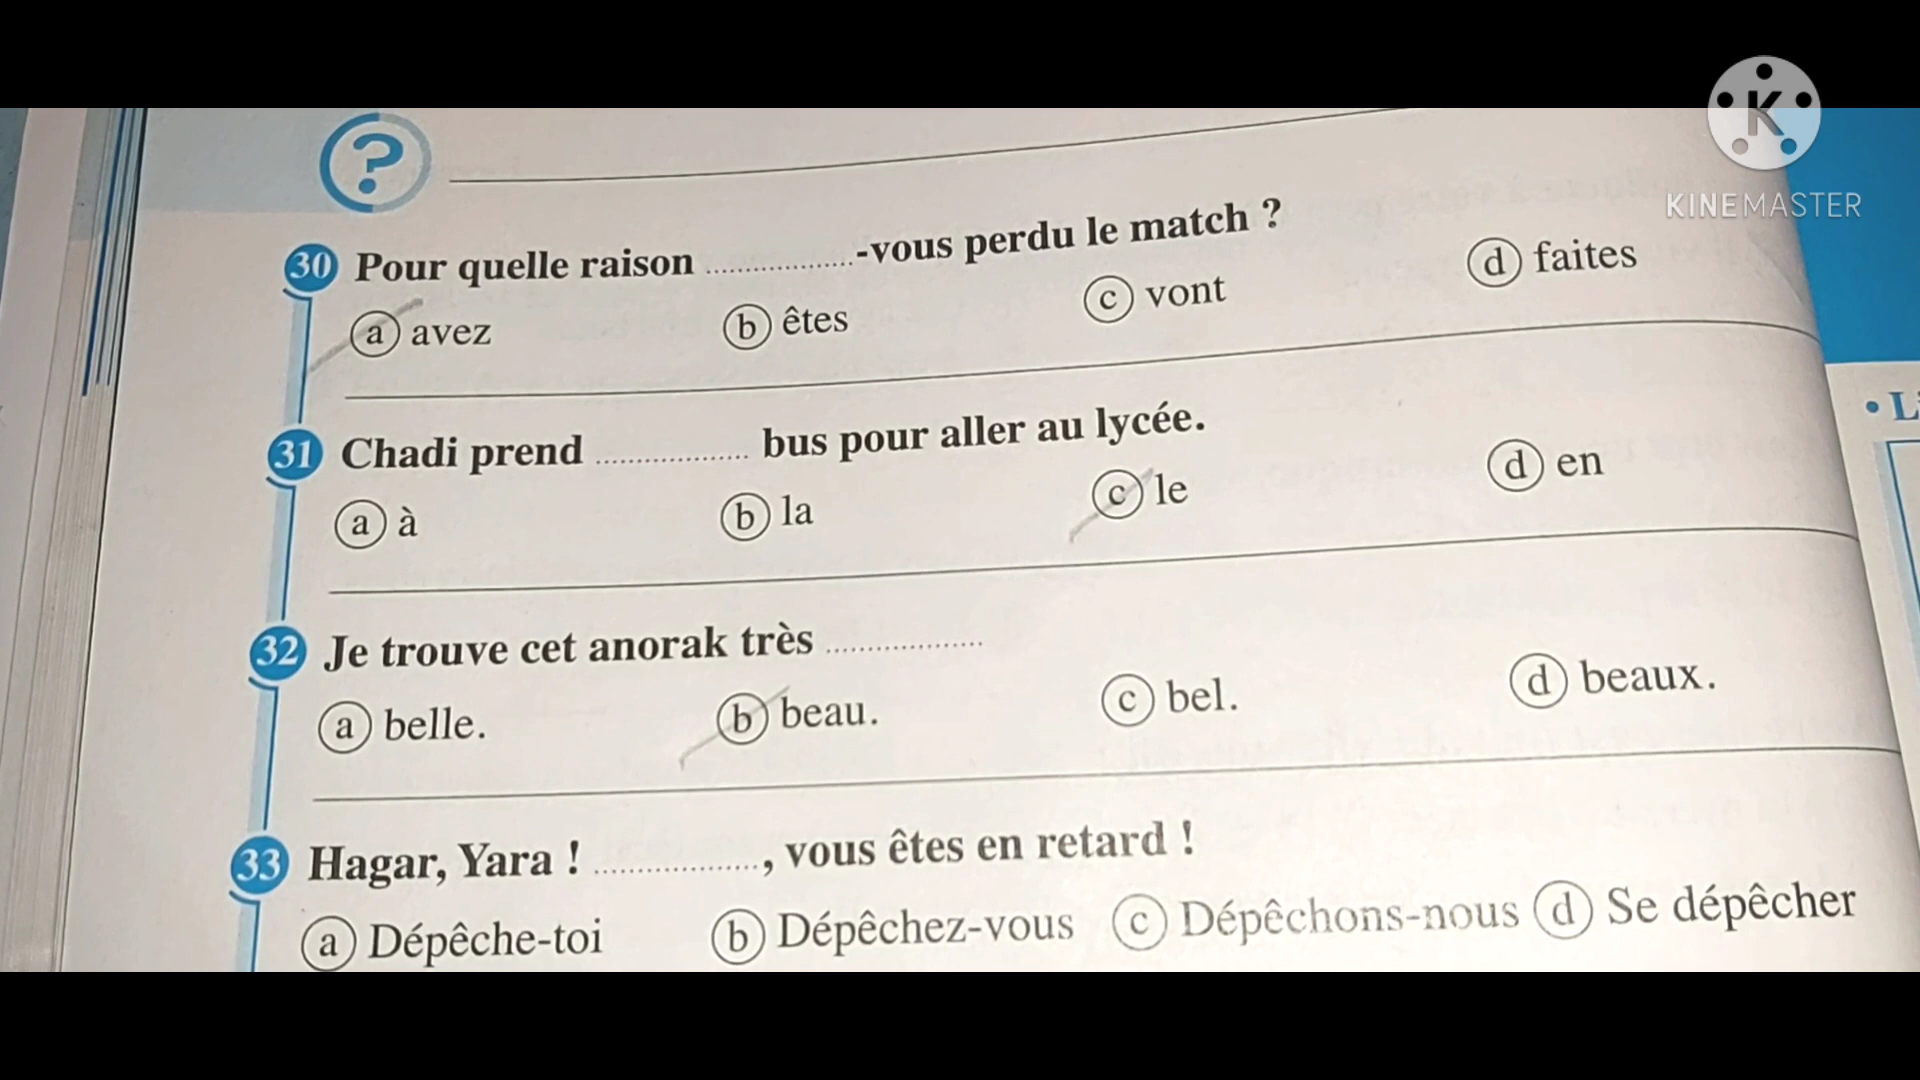 ?
KINEMASTER
30 Pour quelle raison ..................-vous perdu le match ?
a avez b êtes c vont d faites
31 Chadi prend .................. bus pour aller au lycée.
a à b la c le d en
32 Je trouve cet anorak très ..................
a belle. b beau. c bel. d beaux.
33 Hagar, Yara ! .................., vous êtes en retard !
a Dépêche-toi b Dépêchez-vous c Dépêchons-nous d Se dépêcher